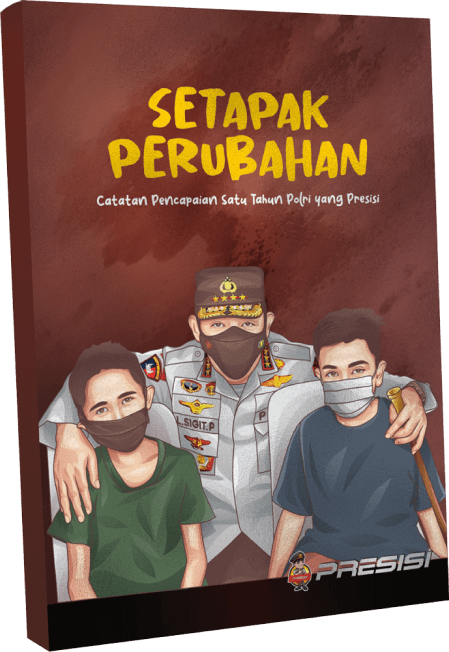 SETAPAK
PERUBAHAN
Catatan Pencapaian Satu Tahun Polri yang Presisi
L.SIGIT.P
P
PRESISI